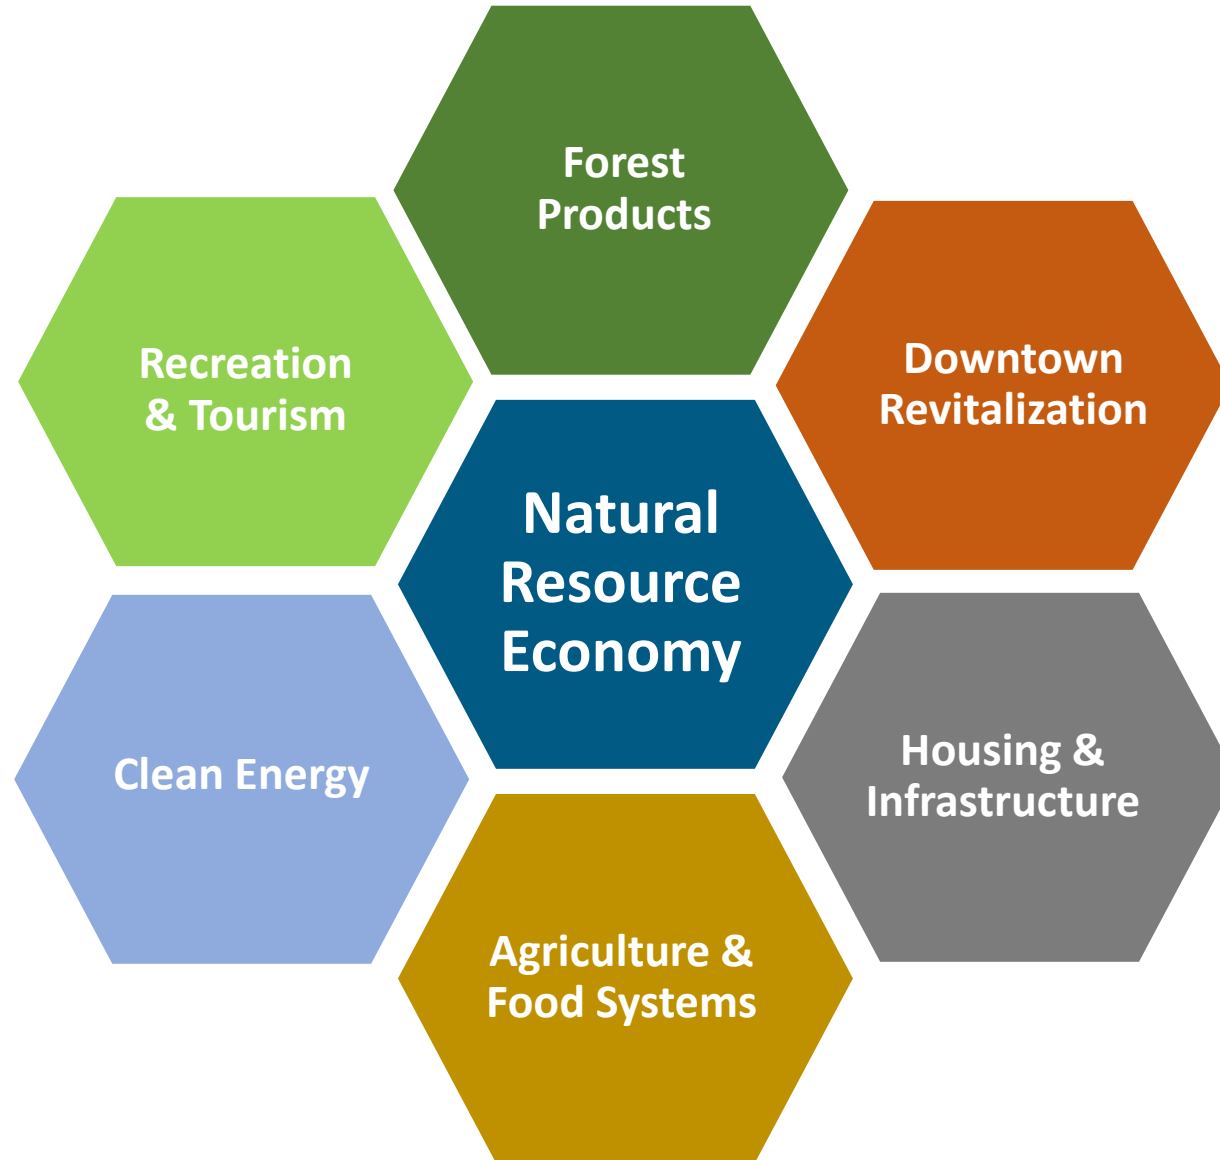 Forest
Products
Recreation
& Tourism
Downtown
Revitalization
Natural
Resource
Economy
Clean Energy
Housing &
Infrastructure
Agriculture &
Food Systems